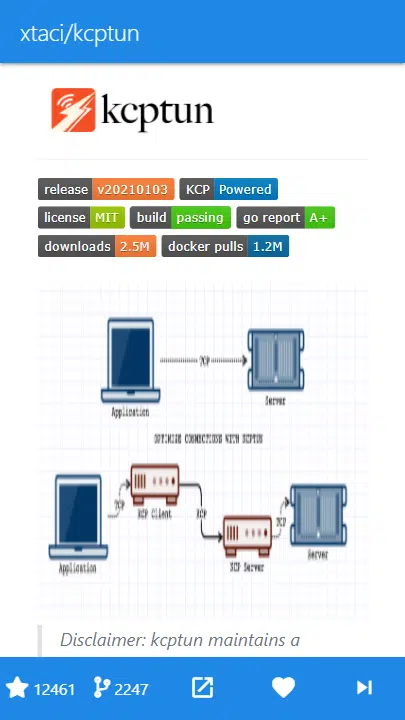 xtaci/kcptun
kcptun
release v20210103 KCP Powered
license MIT build passing go report A+
downloads 2.5M docker pulls 1.2M
TCP
Application
Server
OPTIMIZE CONNECTIONS WITH KCPTUN
TCP
KCP Client
KCP
TCP
KCP Server
Application
Server
Disclaimer: kcptun maintains a
12461 2247